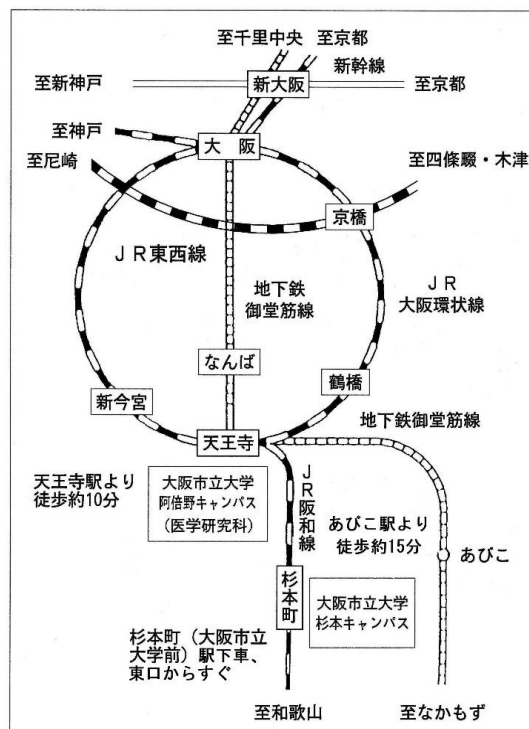 至千里中央 至京都
新幹線
至新神戸 新大阪 至京都
至神戸 大阪
至尼崎 至四條畷・木津
京橋
ＪＲ東西線
地下鉄
御堂筋線
ＪＲ
大阪環状線
なんば
鶴橋
新今宮
天王寺
地下鉄御堂筋線
天王寺駅より
徒歩約10分
大阪市立大学
阿倍野キャンパス
（医学研究科）
ＪＲ阪和線
あびこ駅より
徒歩約15分
あびこ
杉本町
大阪市立大学
杉本キャンパス
杉本町（大阪市立
大学前）駅下車、
東口からすぐ
至和歌山 至なかもず